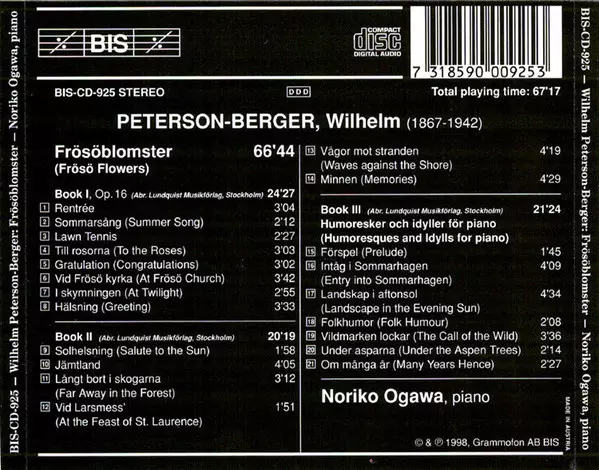 BIS-CD-925 — Wilhelm Peterson-Berger: Frösöblomster — Noriko Ogawa, piano
BIS
COMPACT
disc
DIGITAL AUDIO
7 318590 009253
BIS-CD-925 STEREO
DDD
Total playing time: 67'17
PETERSON-BERGER, Wilhelm (1867-1942)
Frösöblomster 66'44
(Frösö Flowers)
Book I, Op. 16 (Abr. Lundquist Musikförlag, Stockholm) 24'27
1 Rentrée 3'04
2 Sommarsång (Summer Song) 2'12
3 Lawn Tennis 2'27
4 Till rosorna (To the Roses) 3'03
5 Gratulation (Congratulations) 3'02
6 Vid Frösö kyrka (At Frösö Church) 3'42
7 I skymningen (At Twilight) 2'55
8 Hälsning (Greeting) 3'33
Book II (Abr. Lundquist Musikförlag, Stockholm) 20'19
9 Solhelsning (Salute to the Sun) 1'58
10 Jämtland 4'05
11 Långt bort i skogarna 3'12
(Far Away in the Forest)
12 Vid Larsmess' 1'51
(At the Feast of St. Laurence)
13 Vågor mot stranden 4'19
(Waves against the Shore)
14 Minnen (Memories) 4'29
Book III (Abr. Lundquist Musikförlag, Stockholm) 21'24
Humoresker och idyller för piano
(Humoresques and Idylls for piano)
15 Förspel (Prelude) 1'45
16 Intåg i Sommarhagen 4'09
(Entry into Sommarhagen)
17 Landskap i aftonsol 4'34
(Landscape in the Evening Sun)
18 Folkhumor (Folk Humour) 2'08
19 Vildmarken lockar (The Call of the Wild) 3'36
20 Under asparna (Under the Aspen Trees) 2'14
21 Om många år (Many Years Hence) 2'27
Noriko Ogawa, piano
MADE IN AUSTRIA
© & ℗ 1998, Grammofon AB BIS
BIS-CD-925 — Wilhelm Peterson-Berger: Frösöblomster — Noriko Ogawa, piano